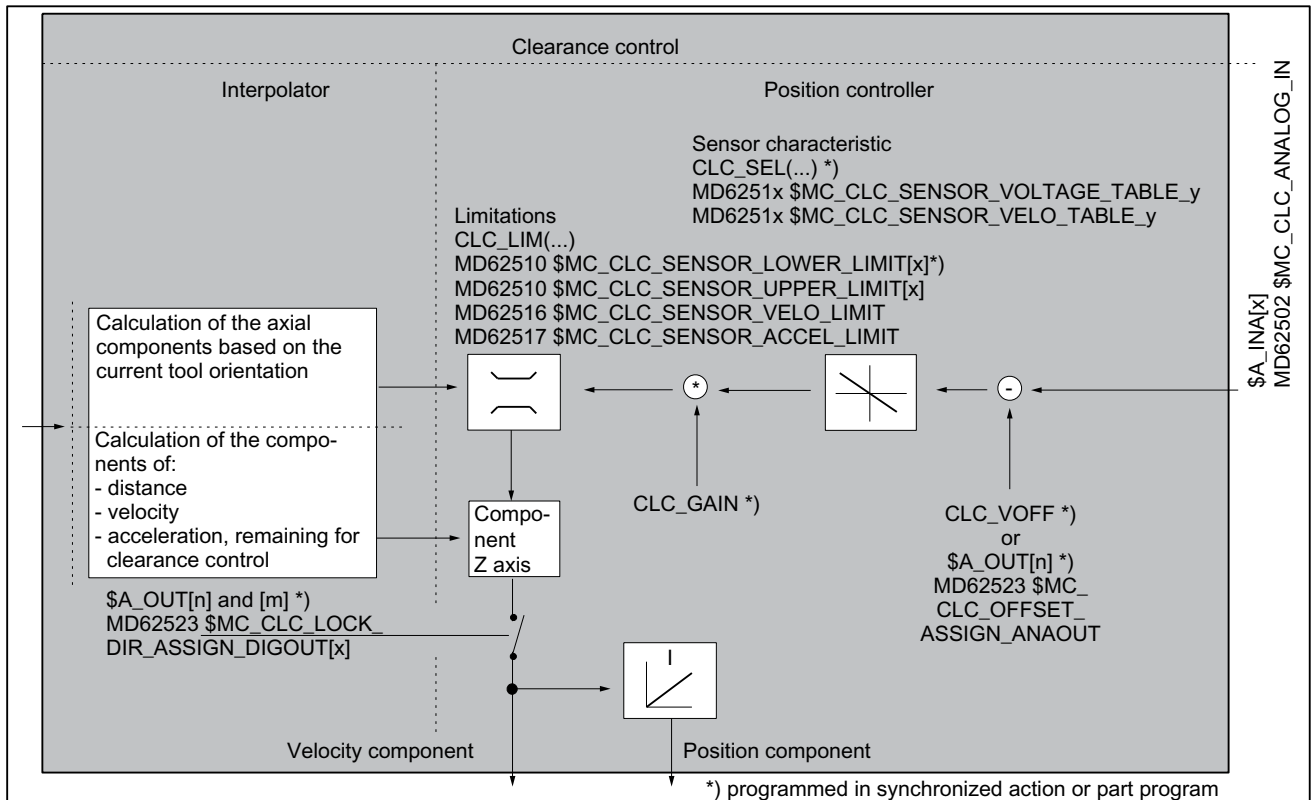 Clearance control
Interpolator
Position controller
Sensor characteristic
CLC_SEL(...) *)
MD6251x $MC_CLC_SENSOR_VOLTAGE_TABLE_y
MD6251x $MC_CLC_SENSOR_VELO_TABLE_y
Limitations
CLC_LIM(...)
MD62510 $MC_CLC_SENSOR_LOWER_LIMIT[x]*)
MD62510 $MC_CLC_SENSOR_UPPER_LIMIT[x]
MD62516 $MC_CLC_SENSOR_VELO_LIMIT
MD62517 $MC_CLC_SENSOR_ACCEL_LIMIT
$A_INA[x]
MD62502 $MC_CLC_ANALOG_IN
Calculation of the axial
components based on the
current tool orientation
*
-
Calculation of the compo-
nents of:
- distance
- velocity
- acceleration, remaining for
clearance control
Compo-
nent
Z axis
CLC_GAIN *)
CLC_VOFF *)
or
$A_OUT[n] *)
MD62523 $MC_
CLC_OFFSET_
ASSIGN_ANAOUT
$A_OUT[n] and [m] *)
MD62523 $MC_CLC_LOCK_
DIR_ASSIGN_DIGOUT[x]
I
Velocity component
Position component
*) programmed in synchronized action or part program